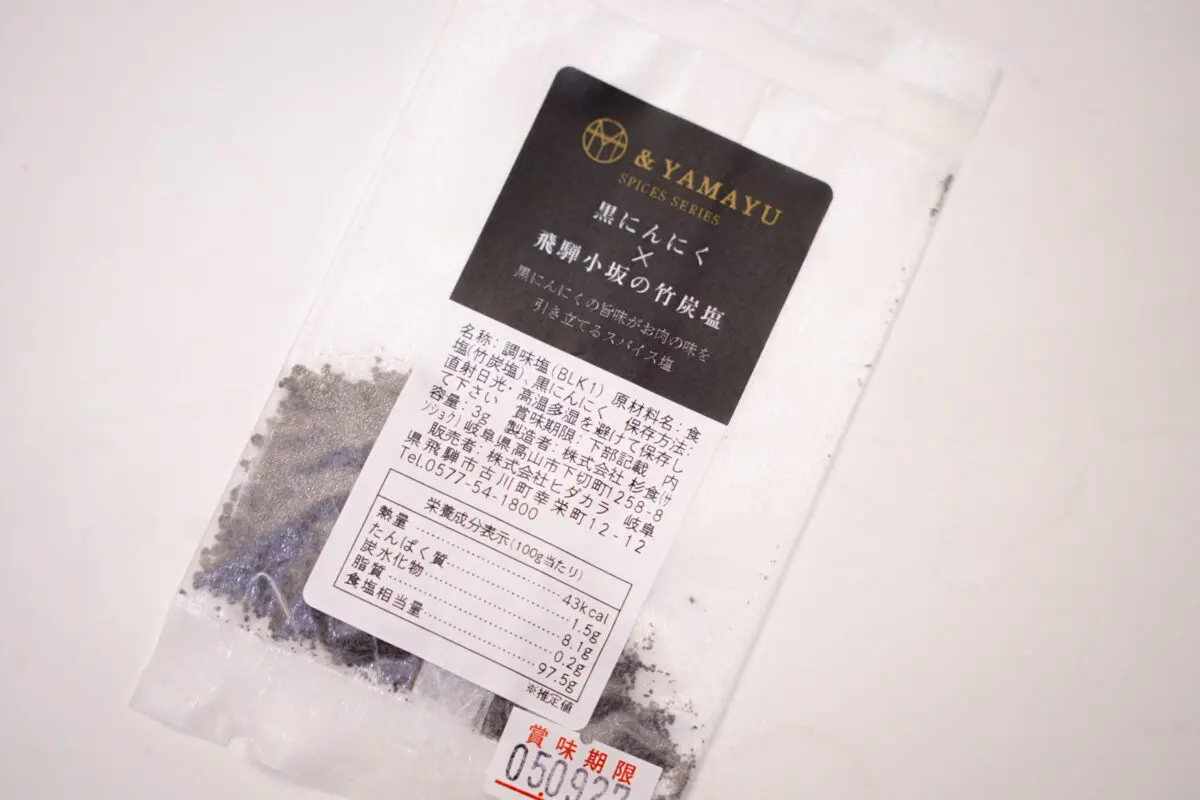 & YAMAYU
SPICES SERIES
黒にんにく
×
飛騨小坂の竹炭塩
黒にんにくの旨味がお肉の味を
引き立てるスパイス塩
名称: 調味塩(BLK1) 原材料名: 食
塩(竹炭塩)、黒にんにく 保存方法:
直射日光・高温多湿を避けて保存し
て下さい 賞味期限: 下部記載 内
容量: 3g 製造者: 株式会社 杉食(サ
ンショク) 岐阜県高山市下切町1258-8
販売者: 株式会社ヒダカラ 岐阜
県飛騨市古川町幸栄町12-12
Tel.0577-54-1800
栄養成分表示(100g当たり)
熱量 43kcal
たんぱく質 1.5g
炭水化物 8.1g
脂質 0.2g
食塩相当量 97.5g
※推定値
賞味期限
050927